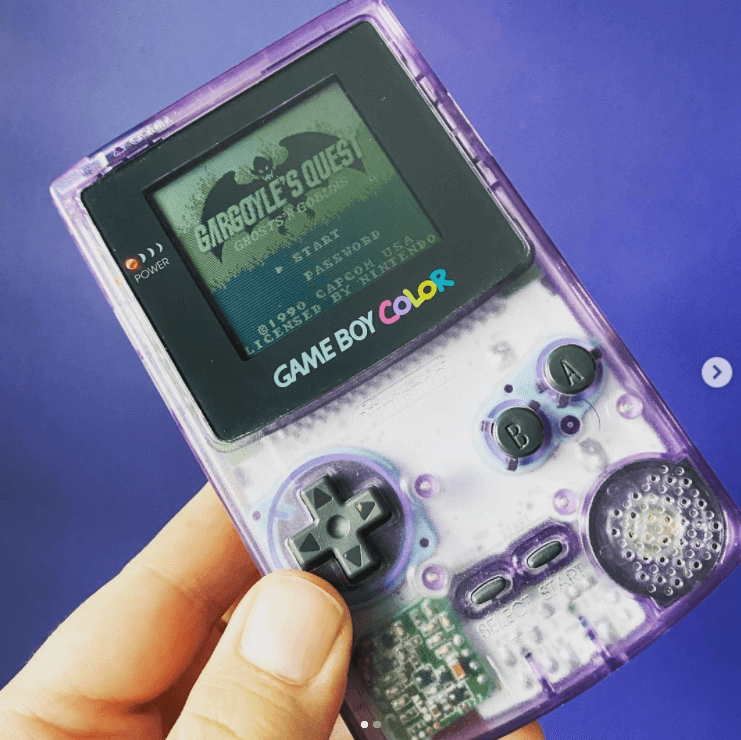 GARGOYLE'S QUEST
GHOSTS'N GOBLINS
START
PASSWORD
©1990 CAPCOM USA
LICENSED BY NINTENDO
POWER
GAME BOY COLOR
A
B
SELECT START